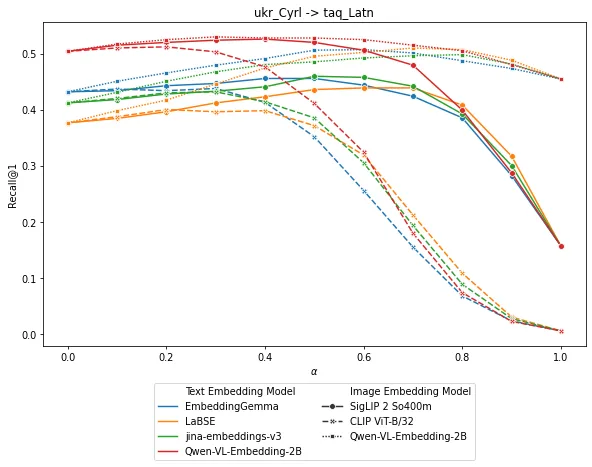 ukr_Cyrl -> taq_Latn
Recall@1
0.5
0.4
0.3
0.2
0.1
0.0
0.0 0.2 0.4 0.6 0.8 1.0
α
Text Embedding Model Image Embedding Model
EmbeddingGemma SigLIP 2 So400m
LaBSE CLIP ViT-B/32
jina-embeddings-v3 Qwen-VL-Embedding-2B
Qwen-VL-Embedding-2B